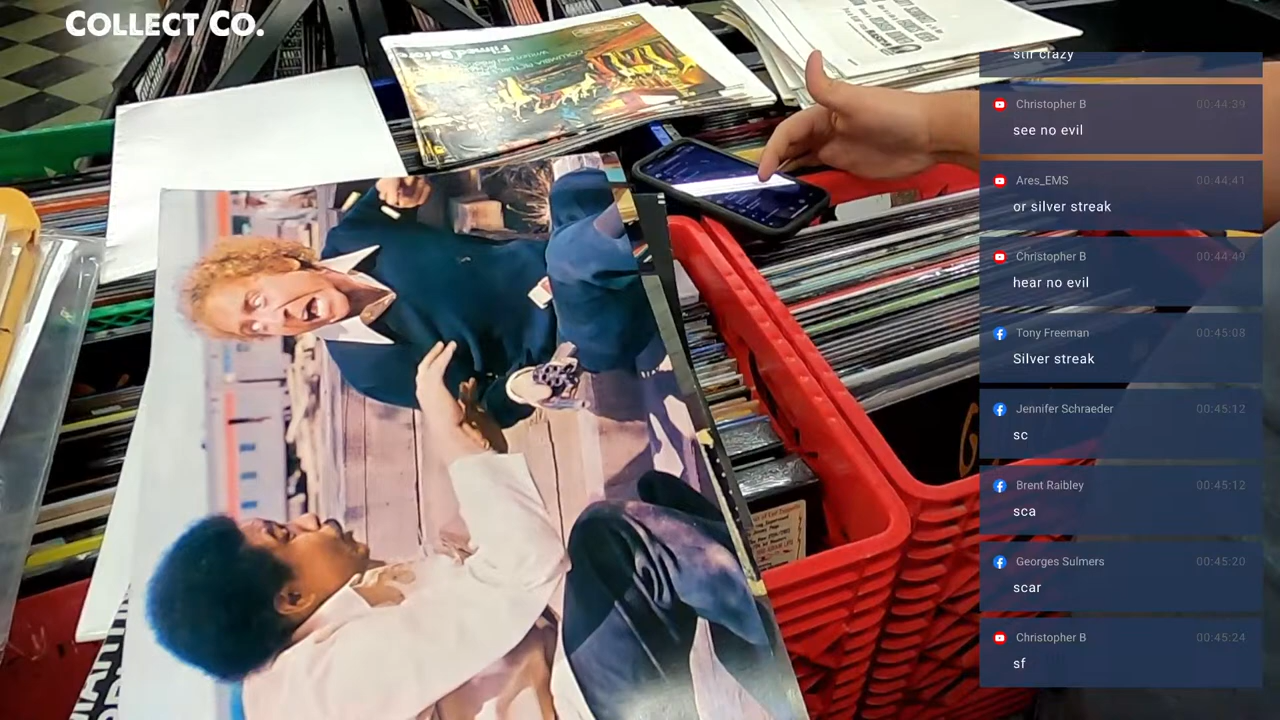 COLLECT CO.
stir crazy
Christophor B 00:44:39
see no evil
Ares_EMS 00:44:41
or silver streak
Christopher B 00:44:49
hear no evil
Tony Freeman 00:45:08
Silver streak
Jennifer Schraeder 00:45:12
sc
Brent Raibley 00:45:12
sca
Georges Sulmers 00:45:20
scar
Christopher B 00:45:24
sf